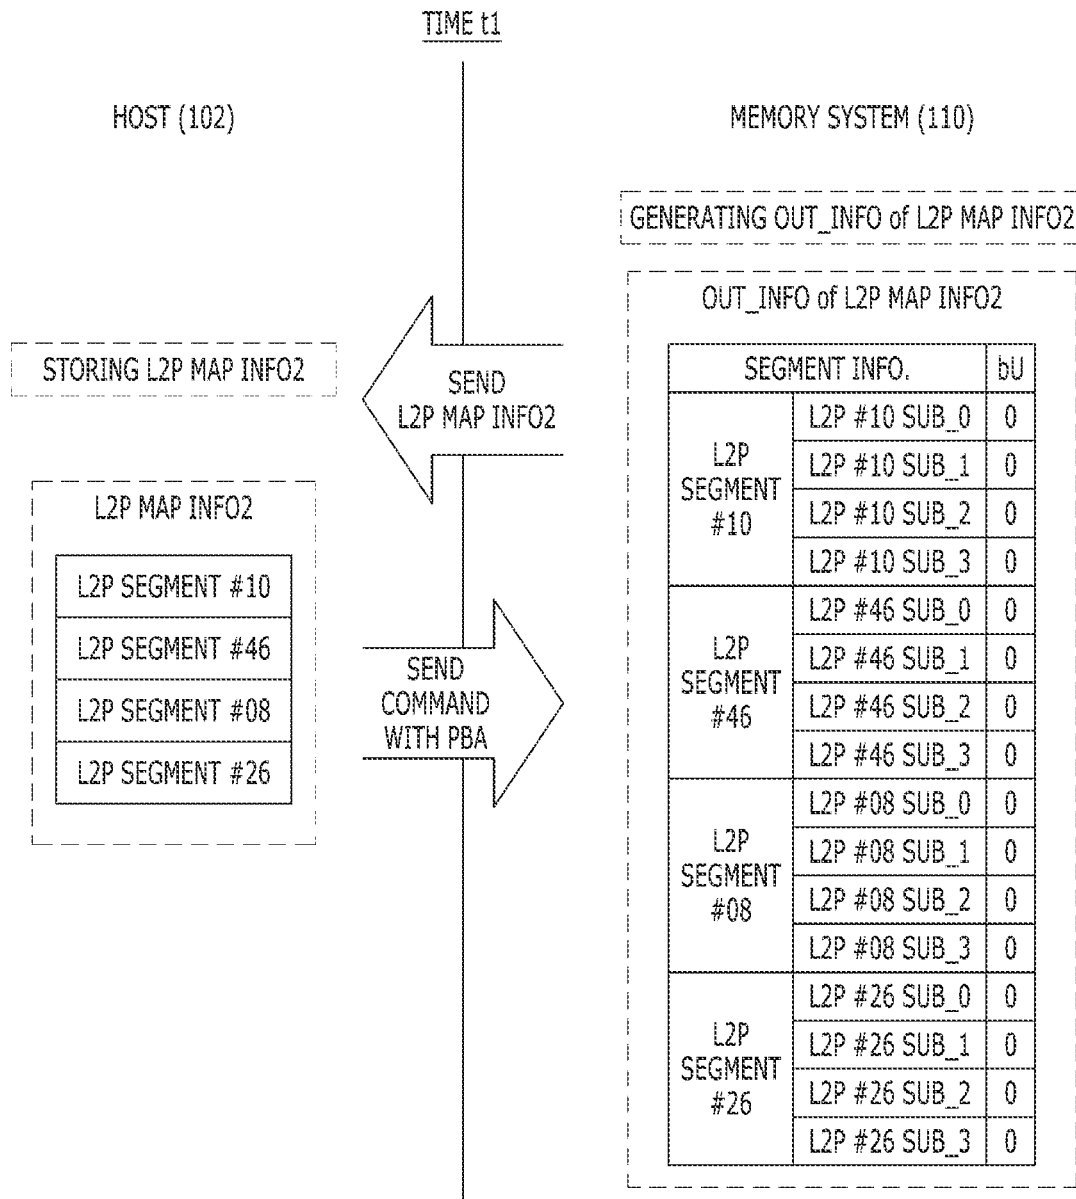 TIME t1
HOST (102)
MEMORY SYSTEM (110)
GENERATING OUT_INFO of L2P MAP INFO2
OUT_INFO of L2P MAP INFO2
STORING L2P MAP INFO2
SEND
L2P MAP INFO2
L2P MAP INFO2
L2P SEGMENT #10
L2P SEGMENT #46
L2P SEGMENT #08
L2P SEGMENT #26
SEND
COMMAND
WITH PBA
SEGMENT INFO. bU
L2P
SEGMENT
#10
L2P #10 SUB_0 0
L2P #10 SUB_1 0
L2P #10 SUB_2 0
L2P #10 SUB_3 0
L2P
SEGMENT
#46
L2P #46 SUB_0 0
L2P #46 SUB_1 0
L2P #46 SUB_2 0
L2P #46 SUB_3 0
L2P
SEGMENT
#08
L2P #08 SUB_0 0
L2P #08 SUB_1 0
L2P #08 SUB_2 0
L2P #08 SUB_3 0
L2P
SEGMENT
#26
L2P #26 SUB_0 0
L2P #26 SUB_1 0
L2P #26 SUB_2 0
L2P #26 SUB_3 0